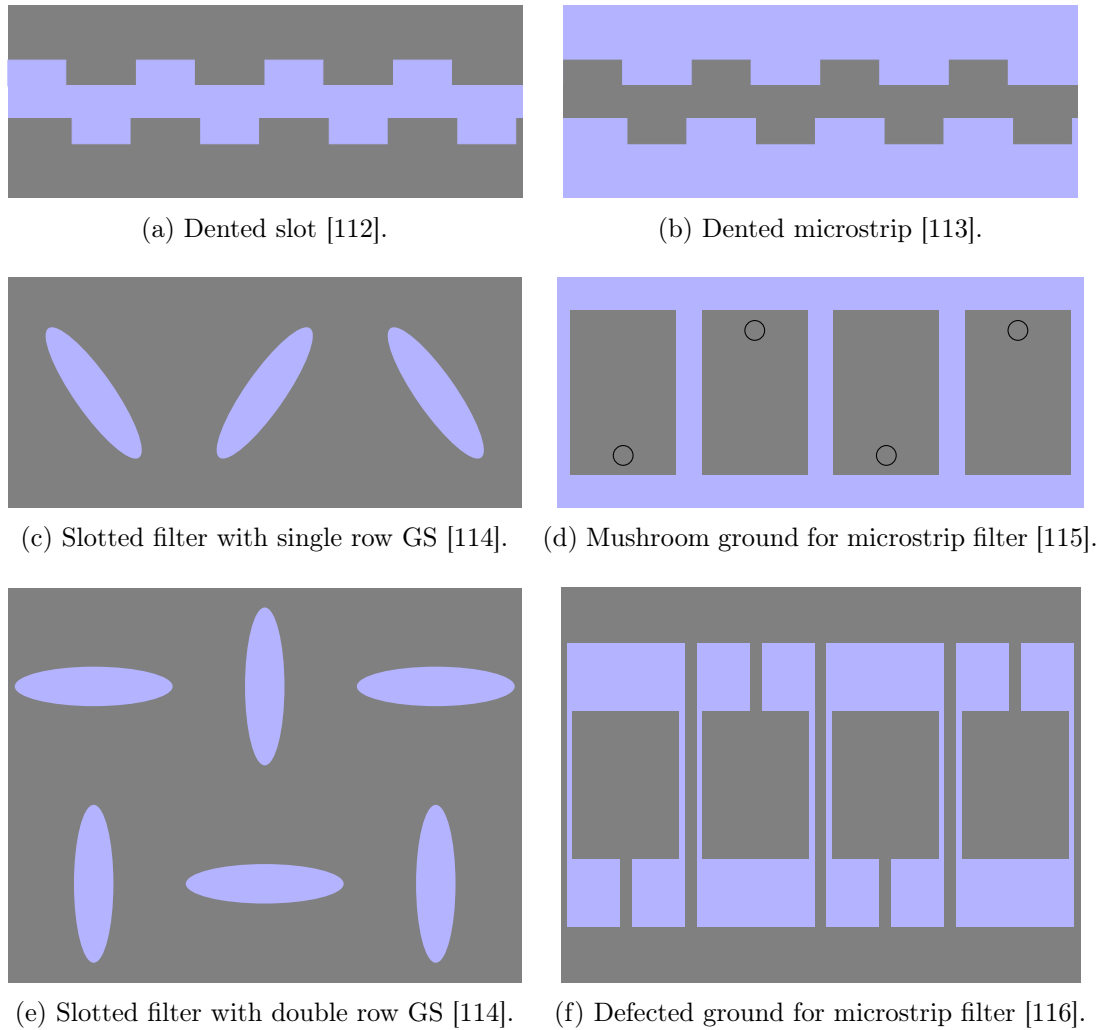 (a) Dented slot [112].
(b) Dented microstrip [113].
(c) Slotted filter with single row GS [114].
(d) Mushroom ground for microstrip filter [115].
(e) Slotted filter with double row GS [114].
(f) Defected ground for microstrip filter [116].